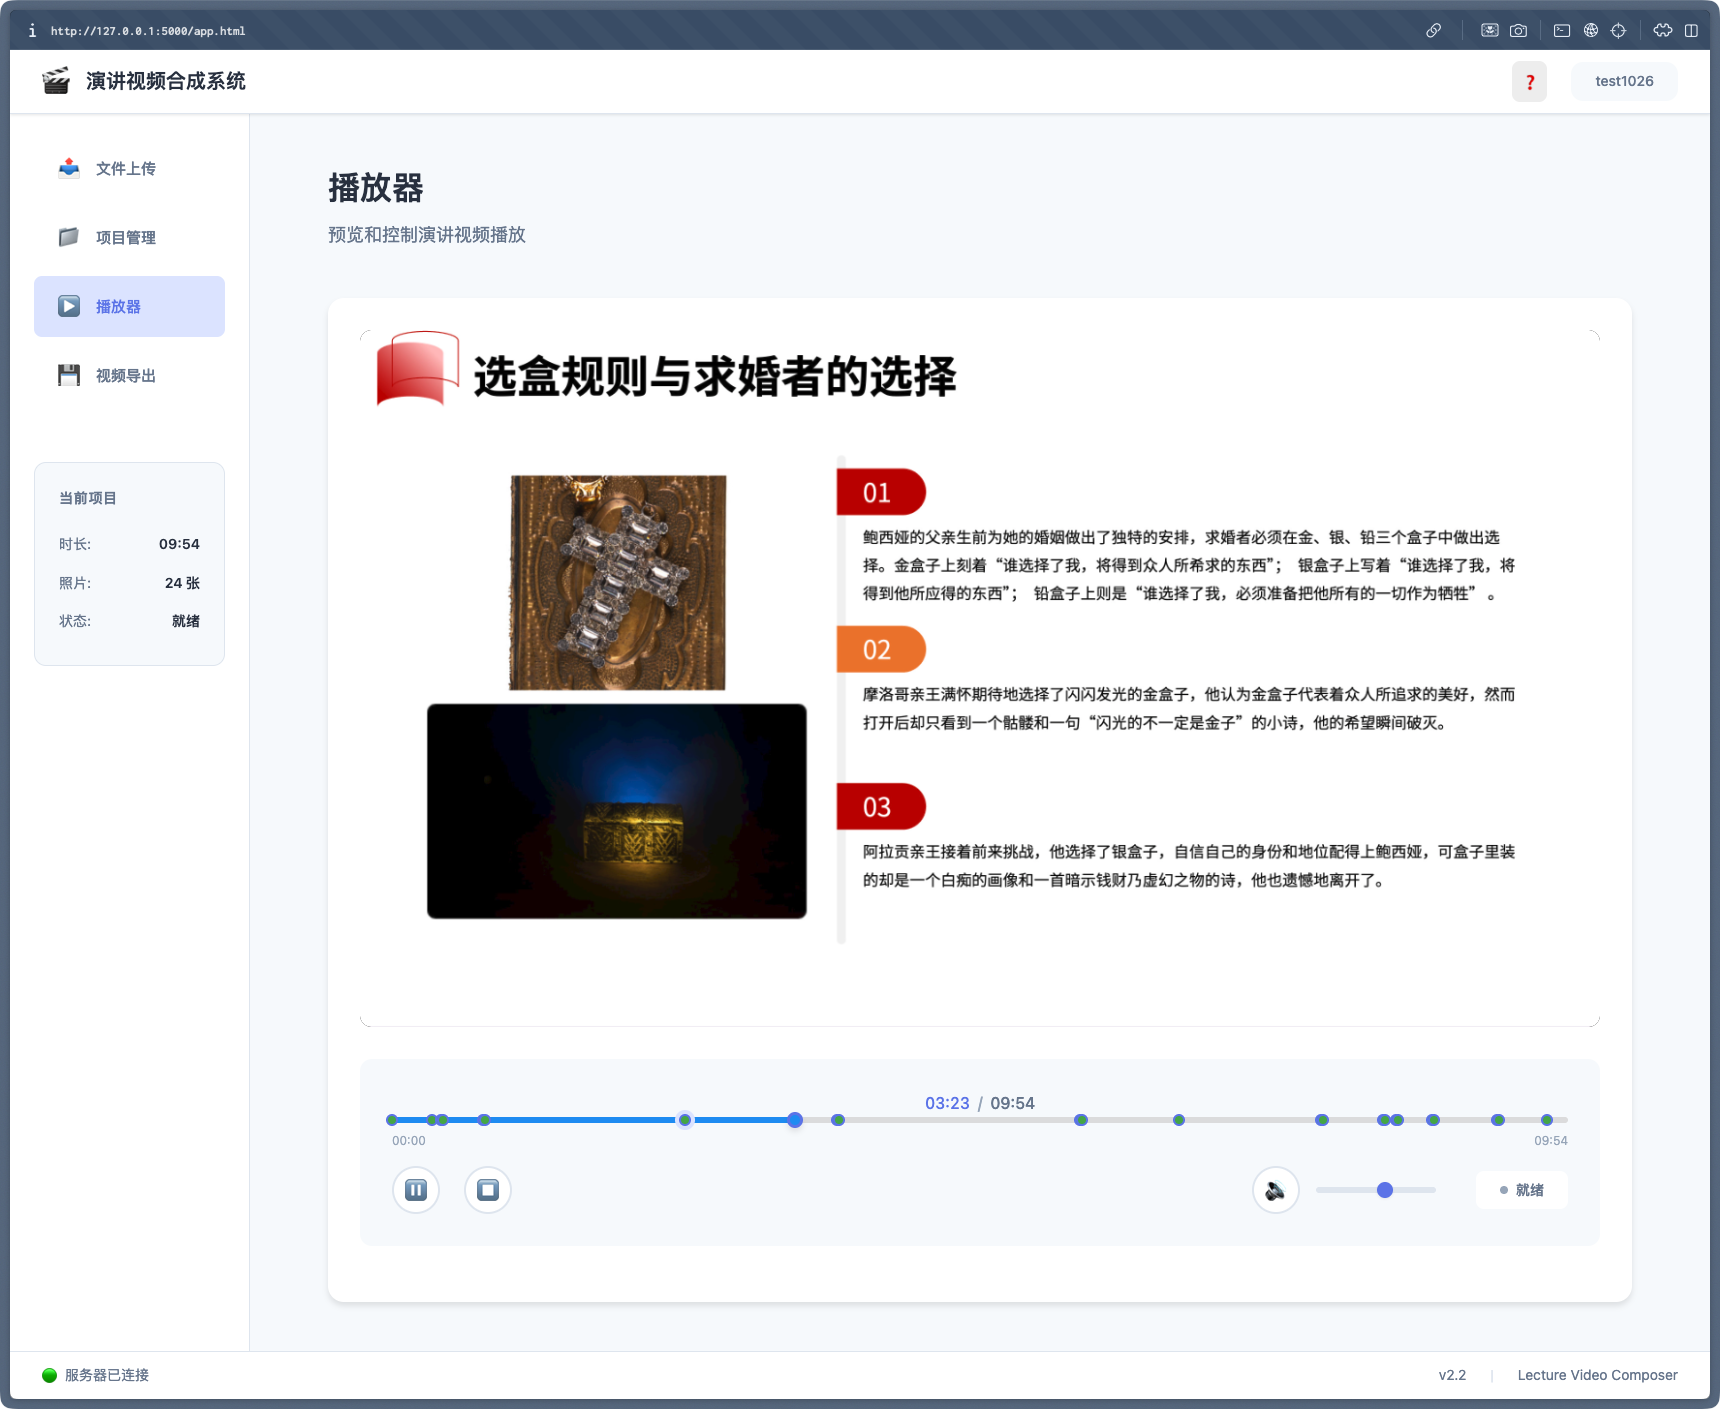 http://127.0.0.1:5000/app.html
演讲视频合成系统
?
test1026
文件上传
项目管理
播放器
视频导出
当前项目
时长: 09:54
照片: 24 张
状态: 就绪
播放器
预览和控制演讲视频播放
选盒规则与求婚者的选择
01
鲍西娅的父亲生前为她的婚姻做出了独特的安排，求婚者必须在金、银、铅三个盒子中做出选
择。金盒子上刻着“谁选择了我，将得到众人所希求的东西”； 银盒子上写着“谁选择了我，将
得到他所应得的东西”； 铅盒子上则是“谁选择了我，必须准备把他所有的一切作为牺牲” 。
02
摩洛哥亲王满怀期待地选择了闪闪发光的金盒子，他认为金盒子代表着众人所追求的美好，然而
打开后却只看到一个骷髅和一句“闪光的不一定是金子”的小诗，他的希望瞬间破灭。
03
阿拉贡亲王接着前来挑战，他选择了银盒子，自信自己的身份和地位配得上鲍西娅，可盒子里装
的却是一个白痴的画像和一首暗示钱财乃虚幻之物的诗，他也遗憾地离开了。
03:23 / 09:54
00:00
09:54
就绪
服务器已连接
v2.2 | Lecture Video Composer